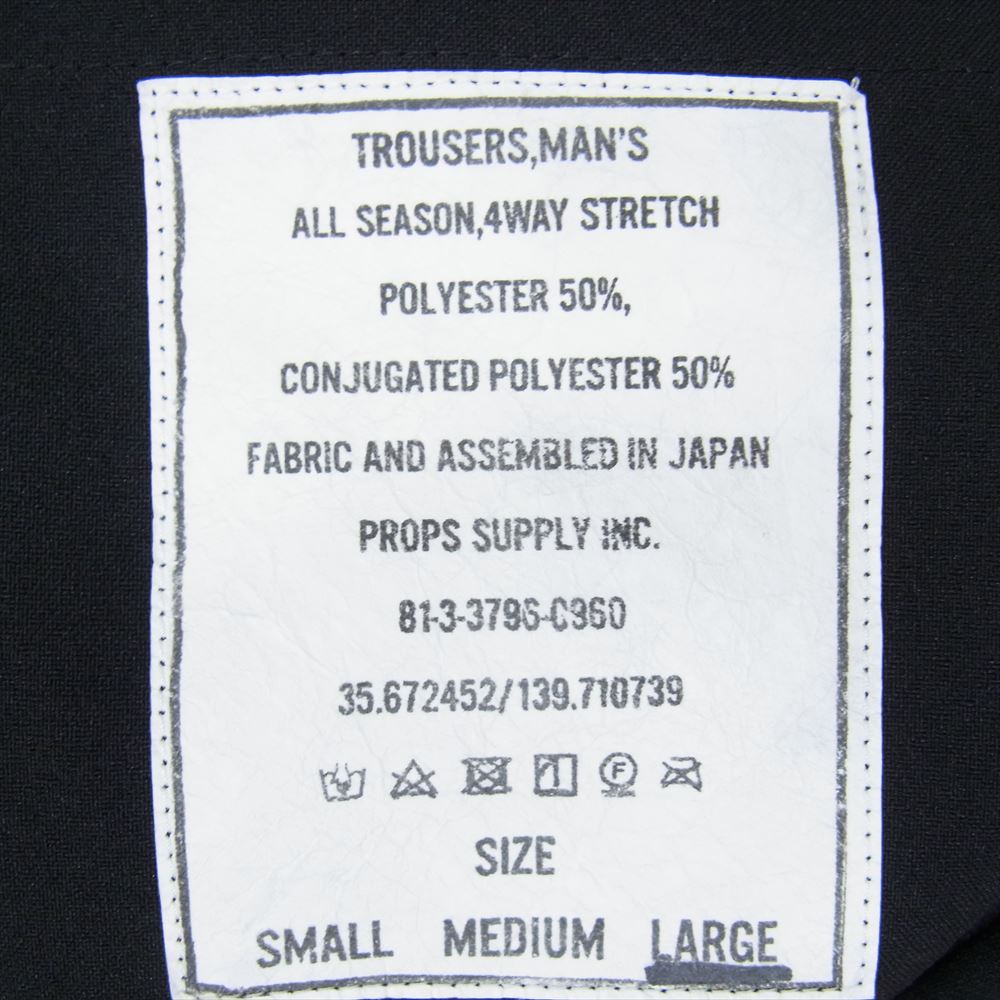 TROUSERS,MAN'S
ALL SEASON,4WAY STRETCH
POLYESTER 50%,
CONJUGATED POLYESTER 50%
FABRIC AND ASSEMBLED IN JAPAN
PROPS SUPPLY INC.
81-3-3796-0960
35.672452/139.710739
F
SIZE
SMALL MEDIUM LARGE